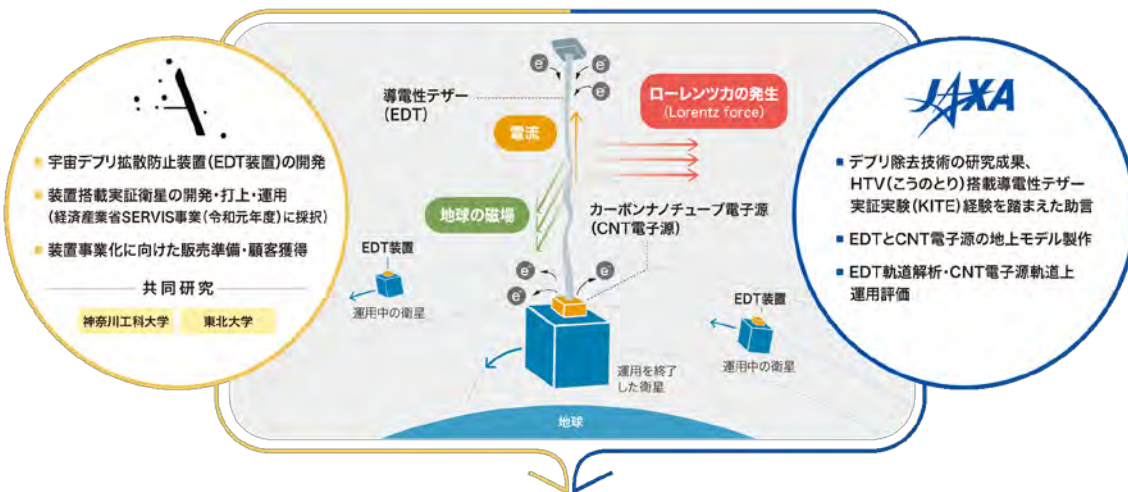 宇宙デブリ拡散防止装置(EDT装置)の開発
装置搭載実証衛星の開発・打上・運用
(経済産業省SERVIS事業(令和元年度)に採択)
装置事業化に向けた販売準備・顧客獲得
共同研究
神奈川工科大学
東北大学
e-
e-
e-
導電性テザー
(EDT)
電流
ローレンツカの発生
(Lorentz force)
地球の磁場
カーボンナノチューブ電子源
(CNT電子源)
EDT装置
運用中の衛星
e-
e-
e-
運用を終了
した衛星
EDT装置
運用中の衛星
地球
JAXA
デブリ除去技術の研究成果、
HTV(こうのとり)搭載導電性テザー
実証実験(KITE)経験を踏まえた助言
EDTとCNT電子源の地上モデル製作
EDT軌道解析・CNT電子源軌道上
運用評価